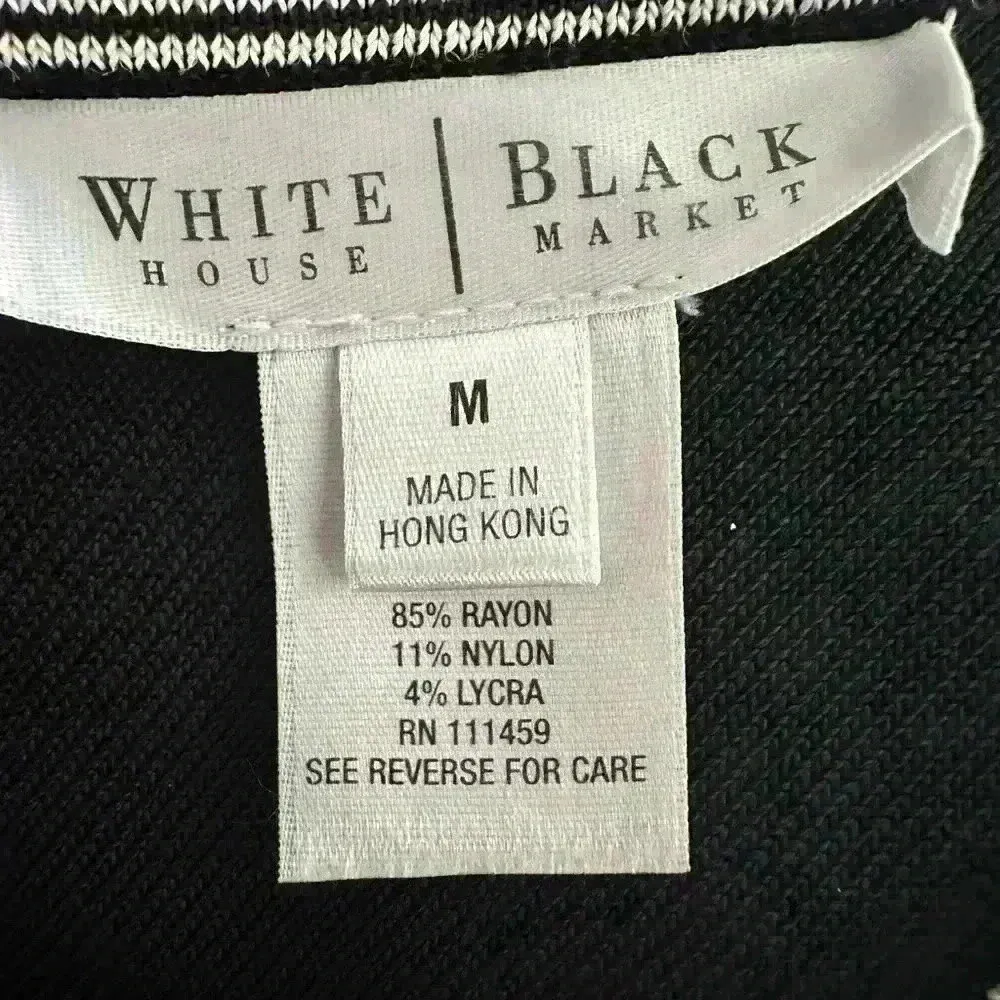 WHITE | BLACK
HOUSE | MARKET
M
MADE IN
HONG KONG
85% RAYON
11% NYLON
4% LYCRA
RN 111459
SEE REVERSE FOR CARE